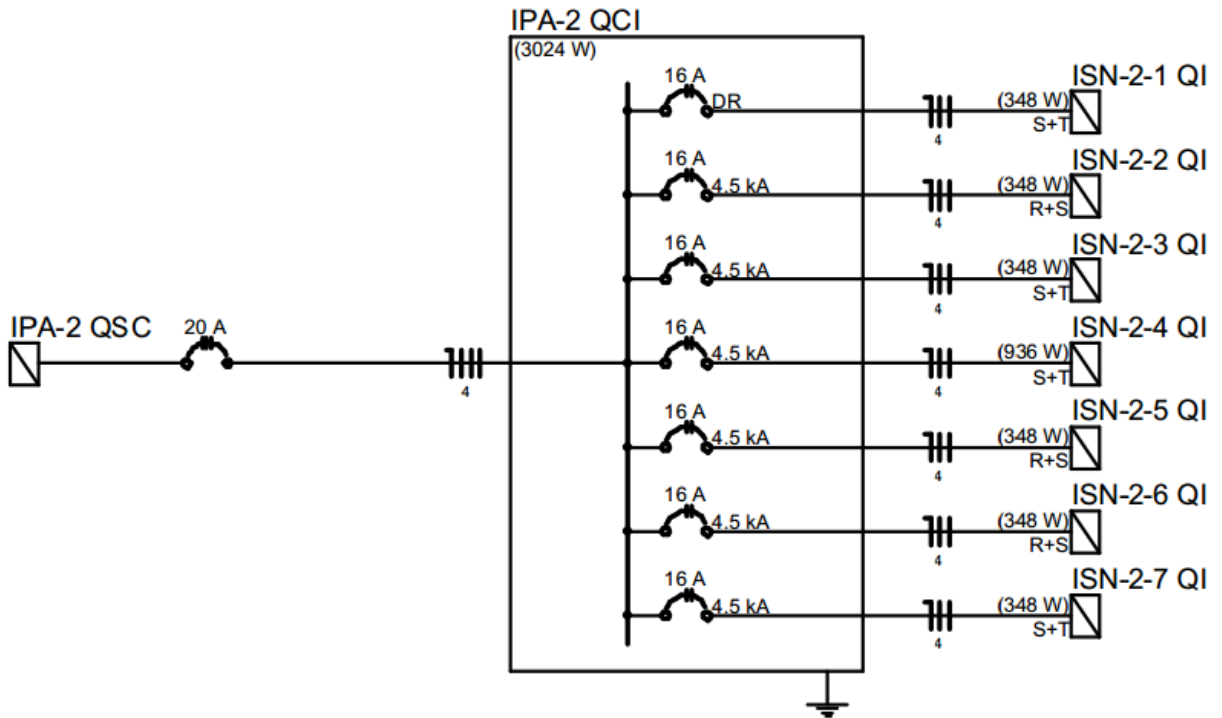 IPA-2 QCI
(3024 W)
16 A
DR
(348 W)
S+T
4
ISN-2-1 QI
16 A
4.5 kA
(348 W)
R+S
4
ISN-2-2 QI
16 A
4.5 kA
(348 W)
S+T
4
ISN-2-3 QI
IPA-2 QSC
20 A
4
16 A
4.5 kA
(936 W)
S+T
4
ISN-2-4 QI
16 A
4.5 kA
(348 W)
R+S
4
ISN-2-5 QI
16 A
4.5 kA
(348 W)
R+S
4
ISN-2-6 QI
16 A
4.5 kA
(348 W)
S+T
4
ISN-2-7 QI